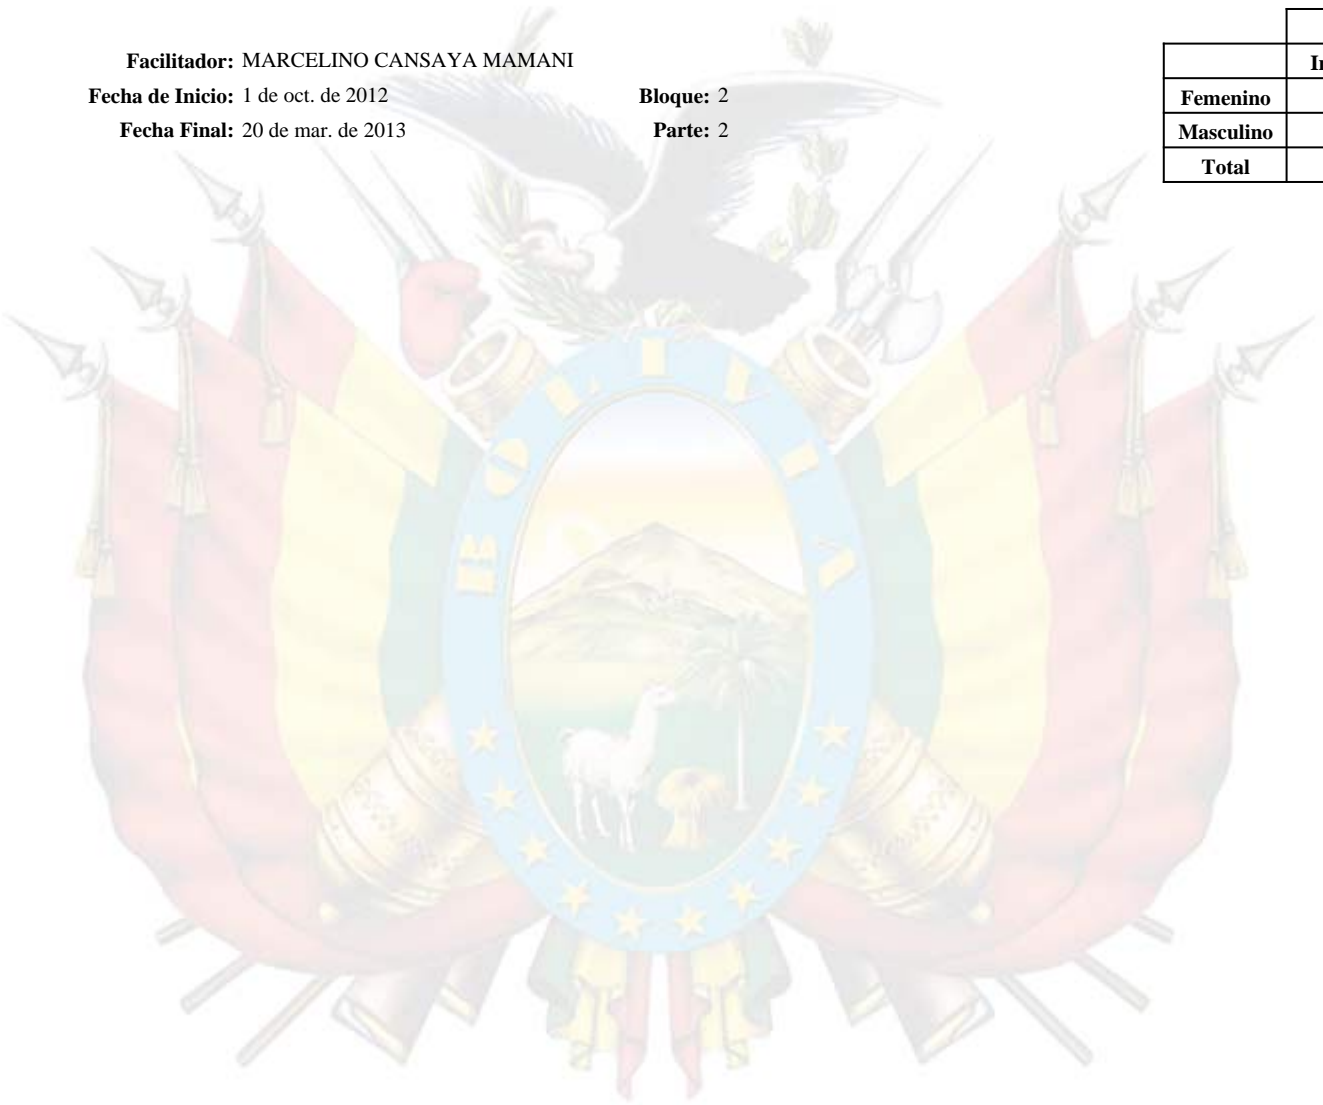 Facilitador: MARCELINO CANSAYA MAMANI
Fecha de Inicio: 1 de oct. de 2012 Bloque: 2
Fecha Final: 20 de mar. de 2013 Parte: 2
Femenino
Masculino
Total
BOLIVIA